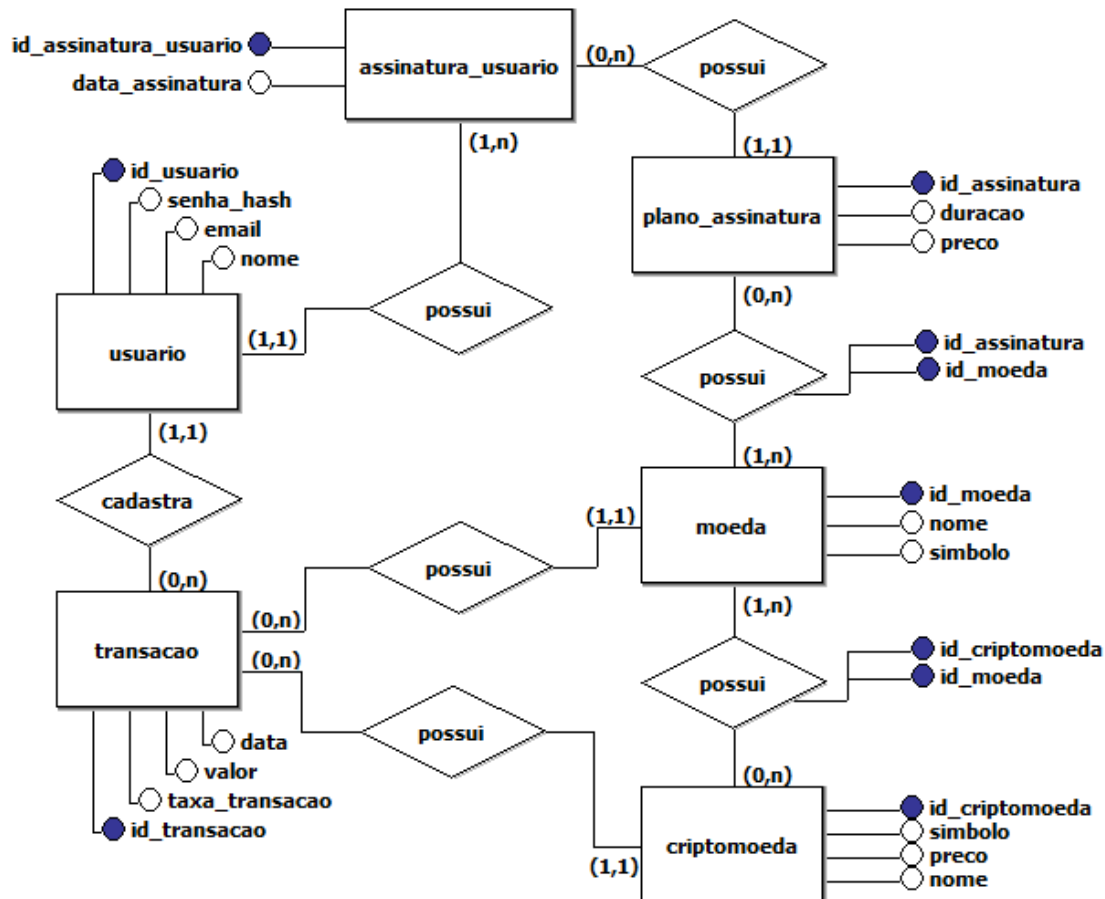 id_assinatura_usuario
data_assinatura
assinatura_usuario
(0,n)
possui
(1,n)
(1,1)
id_usuario
senha_hash
email
nome
plano_assinatura
id_assinatura
duracao
preco
possui
(1,1)
usuario
(0,n)
possui
id_assinatura
id_moeda
(1,1)
cadastra
(1,n)
(0,n)
(1,1)
moeda
id_moeda
nome
simbolo
possui
(0,n)
transacao
(0,n)
(1,n)
possui
id_criptomoeda
id_moeda
possui
data
valor
taxa_transacao
id_transacao
(0,n)
criptomoeda
(1,1)
id_criptomoeda
simbolo
preco
nome